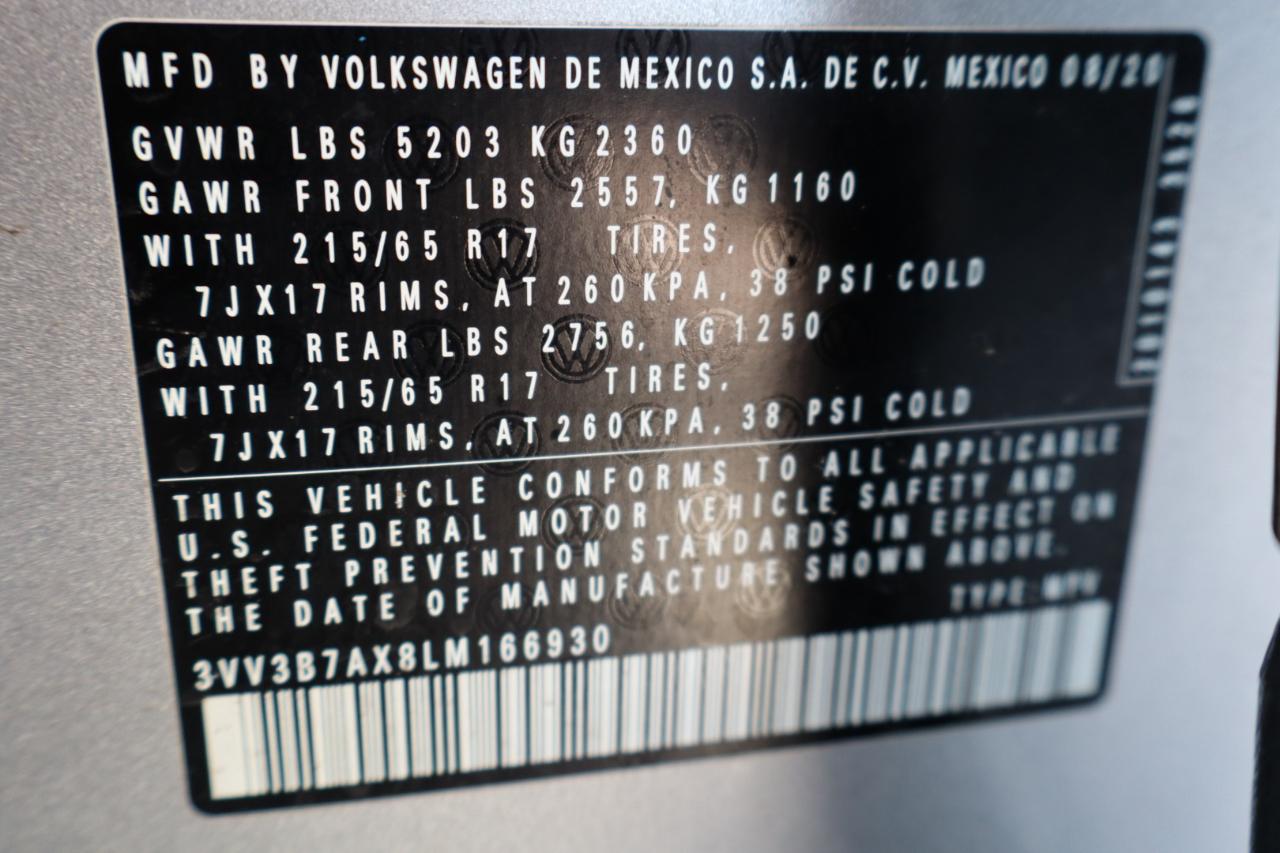 MFD BY VOLKSWAGEN DE MEXICO S.A. DE C.V. MEXICO 08/20
GVWR LBS 5203 KG 2360
GAWR FRONT LBS 2557, KG 1160
WITH 215/65 R17 TIRES,
7JX17 RIMS, AT 260 KPA, 38 PSI COLD
GAWR REAR LBS 2756, KG 1250
WITH 215/65 R17 TIRES,
7JX17 RIMS, AT 260 KPA, 38 PSI COLD
THIS VEHICLE CONFORMS TO ALL APPLICABLE
U.S. FEDERAL MOTOR VEHICLE SAFETY AND
THEFT PREVENTION STANDARDS IN EFFECT ON
THE DATE OF MANUFACTURE SHOWN ABOVE.
TYPE:
3VV3B7AX8LM166930